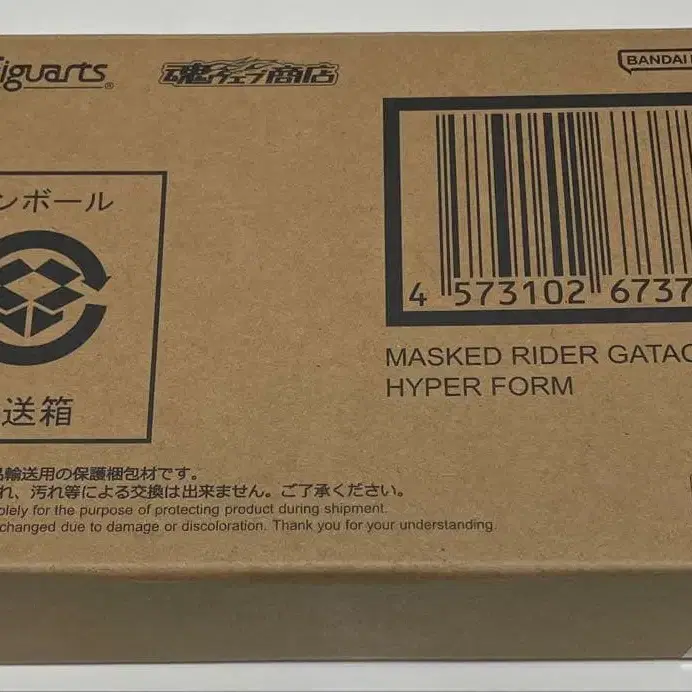 iguarts®
魂ウェブ商店
BANDAI
ンボール
4 573102 6737
送箱
MASKED RIDER GATAC
HYPER FORM
輸送用の保護梱包材です。
れ、汚れ等による交換は出来ません。ご了承ください。
olely for the purpose of protecting product during shipment.
changed due to damage or discoloration. Thank you for your understanding.